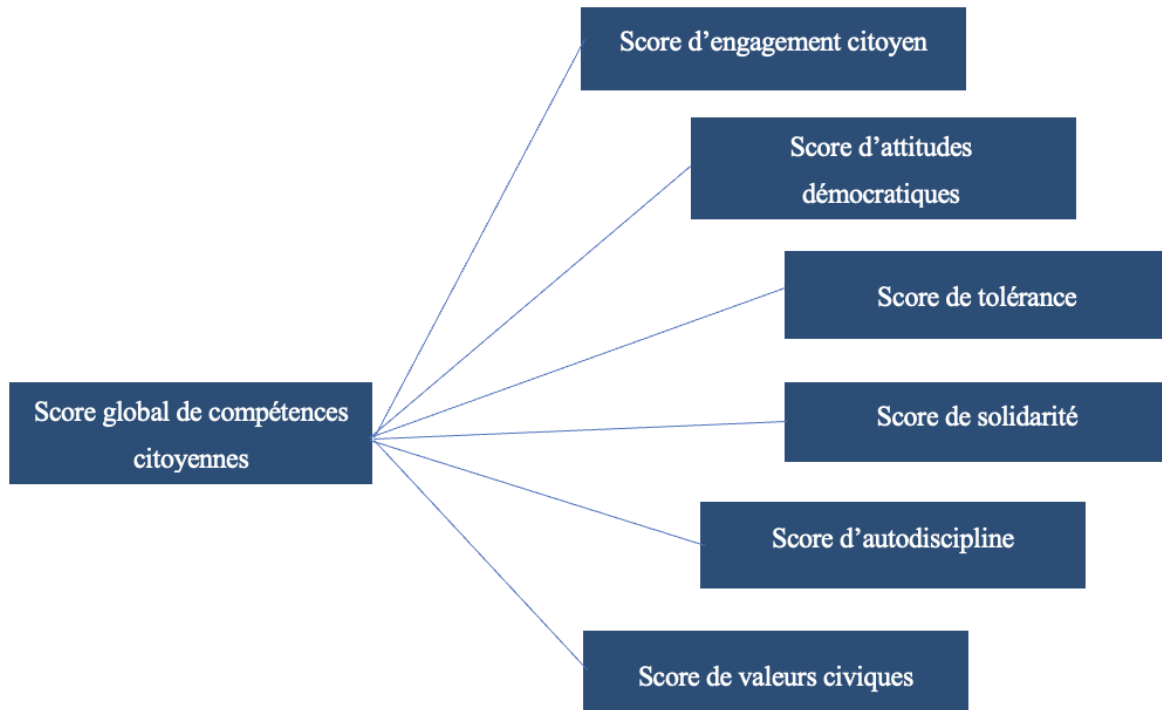 Score d’engagement citoyen
Score d’attitudes
démocratiques
Score de tolérance
Score global de compétences
citoyennes
Score de solidarité
Score d’autodiscipline
Score de valeurs civiques